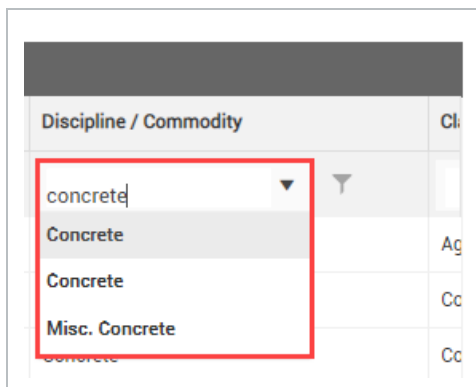 Discipline / Commodity
concrete
Concrete
Concrete
Misc. Concrete